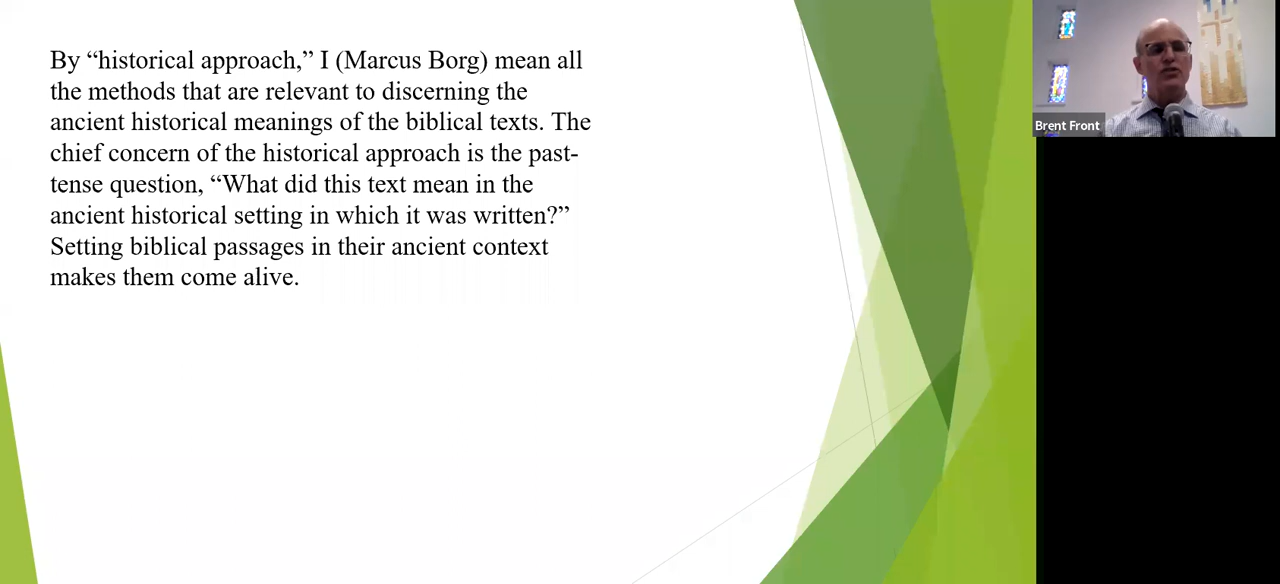 By “historical approach,” I (Marcus Borg) mean all
the methods that are relevant to discerning the
ancient historical meanings of the biblical texts. The
chief concern of the historical approach is the past-
tense question, “What did this text mean in the
ancient historical setting in which it was written?”
Setting biblical passages in their ancient context
makes them come alive.
Brent Front